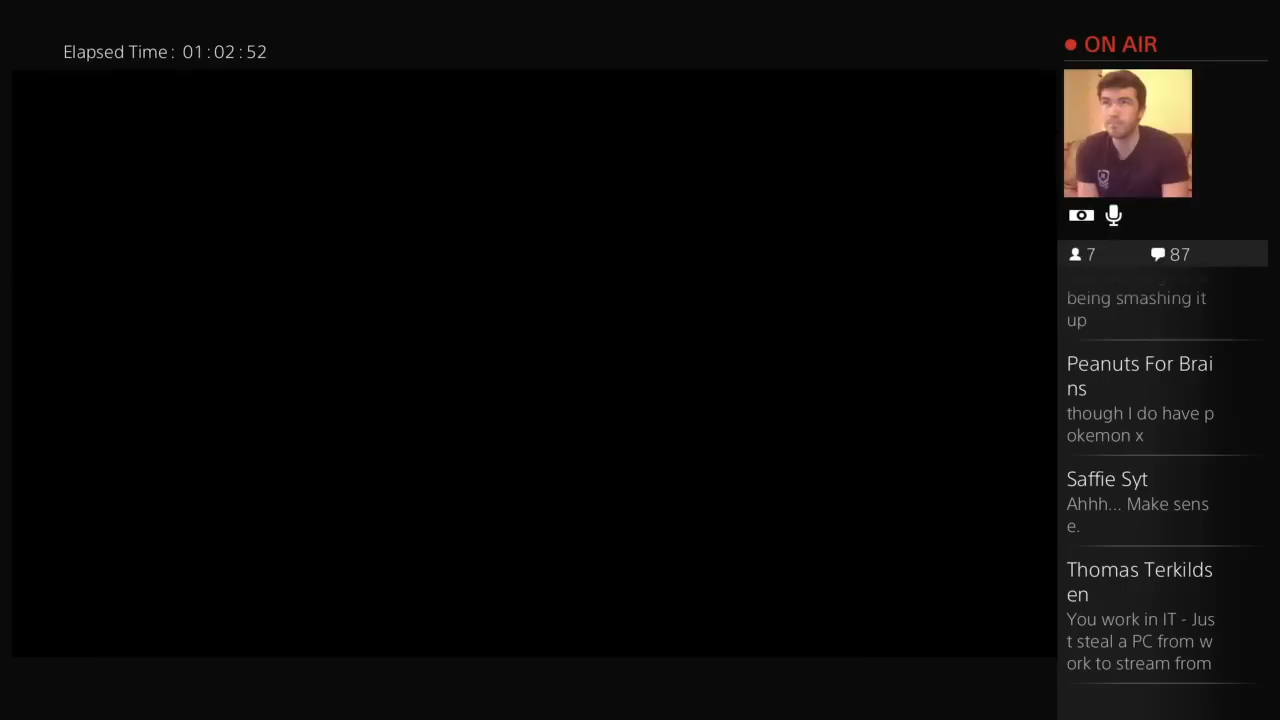 Elapsed Time: 01:02:52
ON AIR
7
87
being smashing it
up
Peanuts For Brai
ns
though I do have p
okemon x
Saffie Syt
Ahhh... Make sens
e.
Thomas Terkilds
en
You work in IT - Jus
t steal a PC from w
ork to stream from